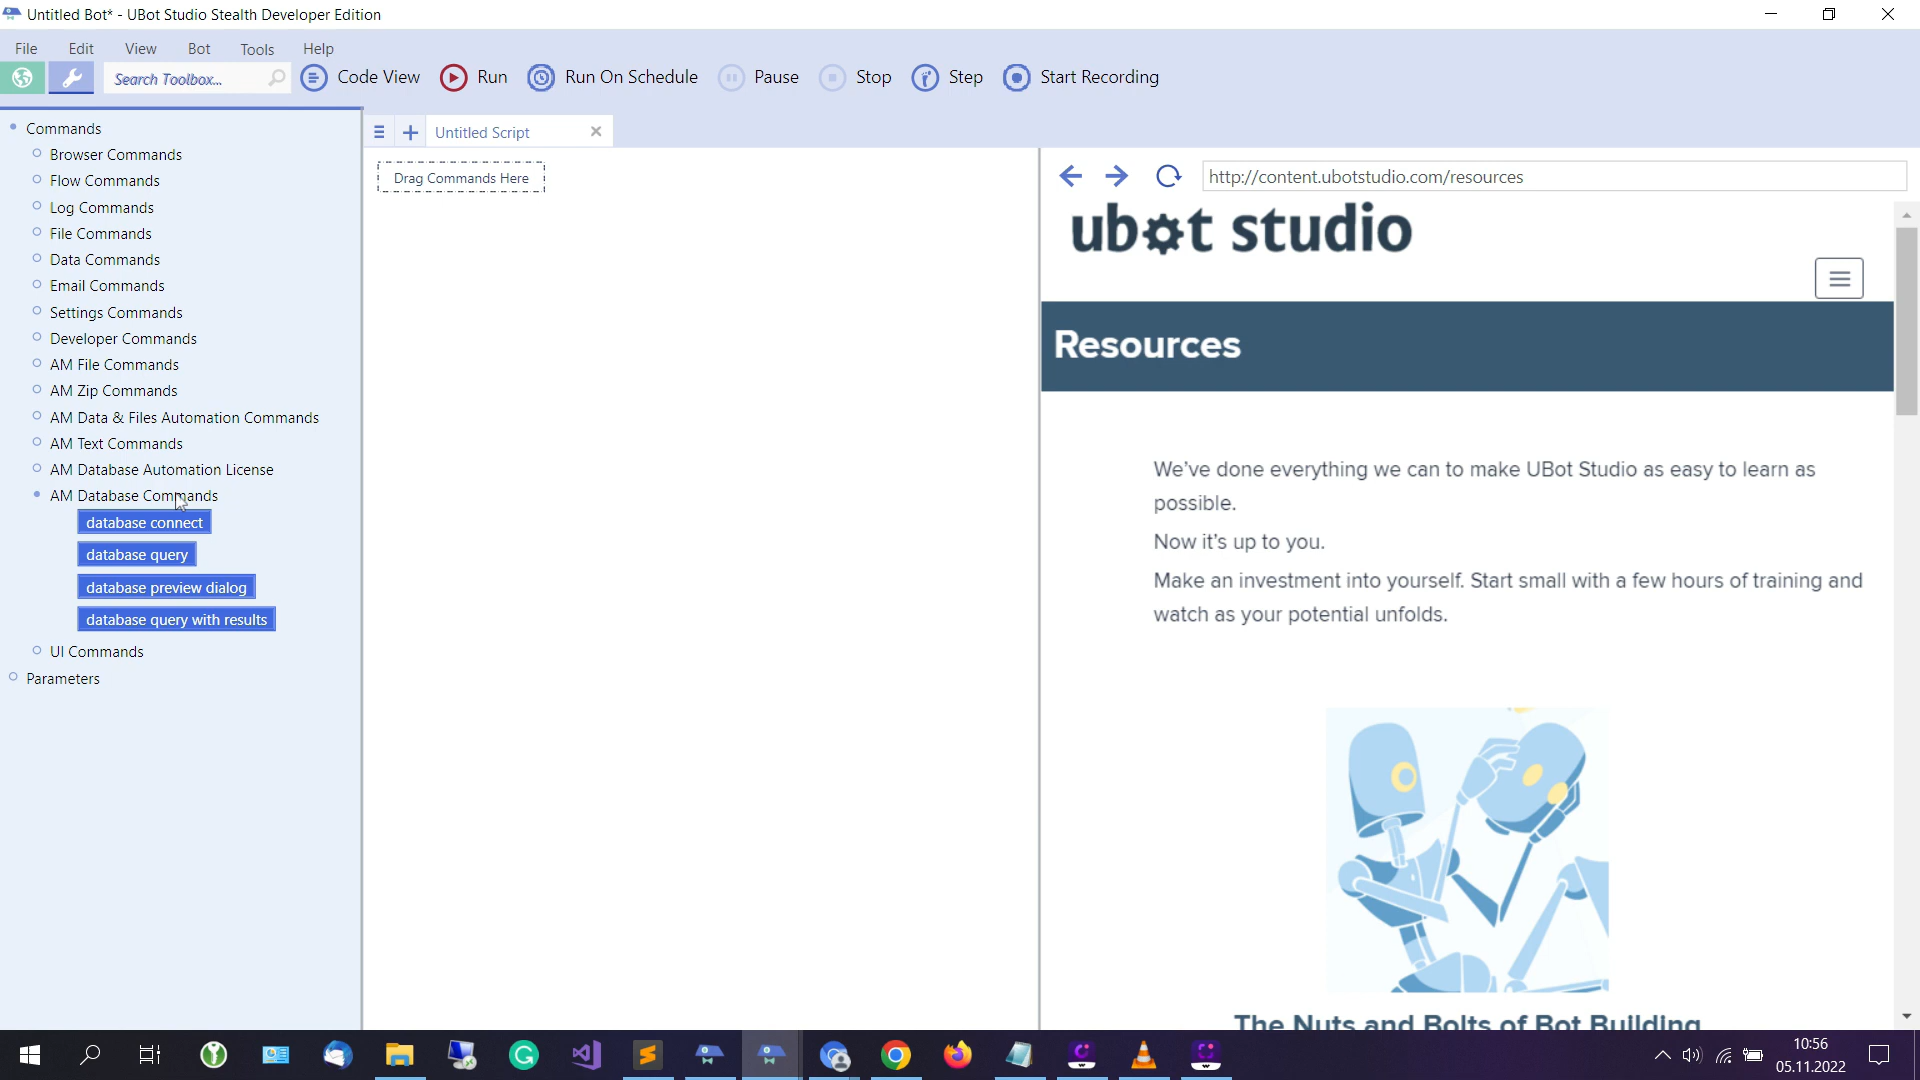 Untitled Bot* - UBot Studio Stealth Developer Edition
File Edit View Bot Tools Help
Search Toolbox... Code View Run Run On Schedule Pause Stop Step Start Recording
Commands
Browser Commands
Flow Commands
Log Commands
File Commands
Data Commands
Email Commands
Settings Commands
Developer Commands
AM File Commands
AM Zip Commands
AM Data & Files Automation Commands
AM Text Commands
AM Database Automation License
AM Database Commands
database connect
database query
database preview dialog
database query with results
UI Commands
Parameters
Untitled Script
Drag Commands Here
http://content.ubotstudio.com/resources
ubot studio
Resources
We've done everything we can to make UBot Studio as easy to learn as
possible.
Now it's up to you.
Make an investment into yourself. Start small with a few hours of training and
watch as your potential unfolds.
The Nuts and Bolts of Bot Building
10:56
05.11.2022